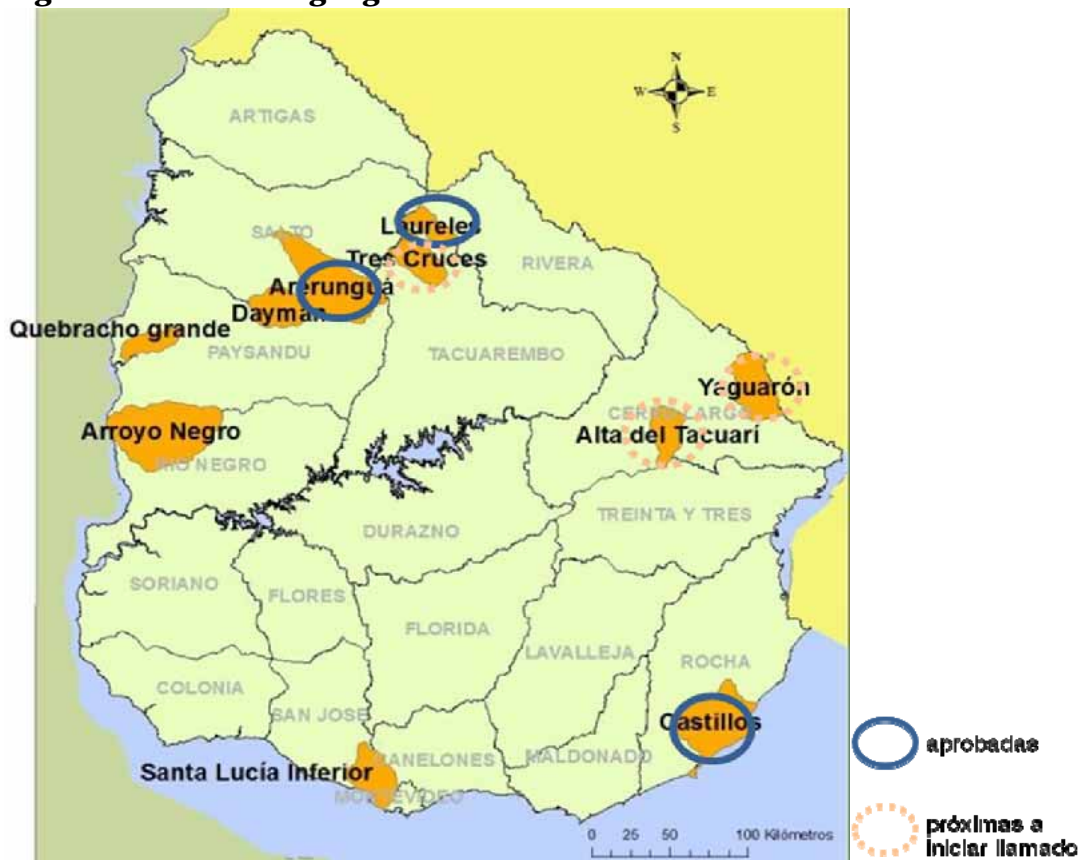 N
W E
S
ARTIGAS
SALTO
Laureles
Tres Cruces
RIVERA
Arerunguá
Dayman
Quebracho grande
PAYSANDU
TACUAREMBO
Yaguarón
CERRO LARGO
Arroyo Negro
Alta del Tacuarí
RIO NEGRO
TREINTA Y TRES
DURAZNO
SORIANO
FLORES
FLORIDA
LAVALLEJA
ROCHA
COLONIA
SAN JOSE
Castillos
aprobadas
CANELONES
MALDONADO
Santa Lucía Inferior
MONTEVIDEO
próximas a
iniciar llamado
0 25 50 100 Kilómetros